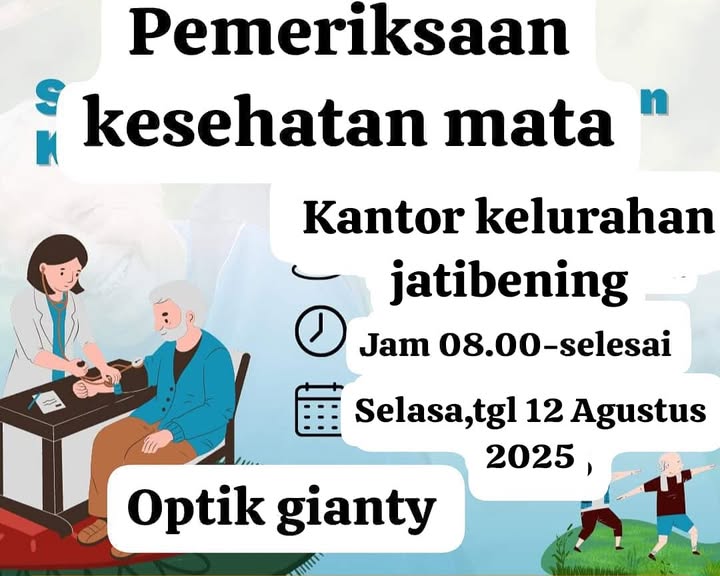 Pemeriksaan
kesehatan mata
Kantor kelurahan
jatibening
Jam 08.00-selesai
Selasa,tgl 12 Agustus
2025
Optik gianty